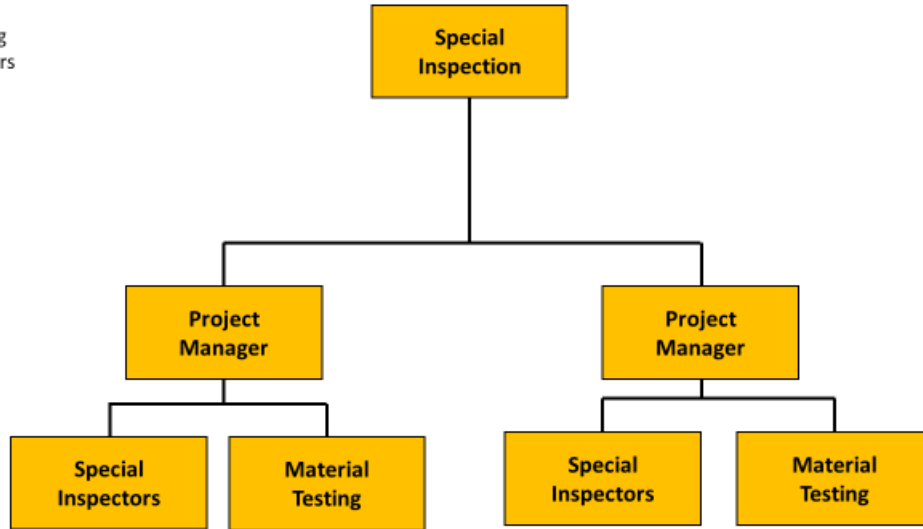 Special
Inspection
Project
Manager
Project
Manager
Special
Inspectors
Material
Testing
Special
Inspectors
Material
Testing